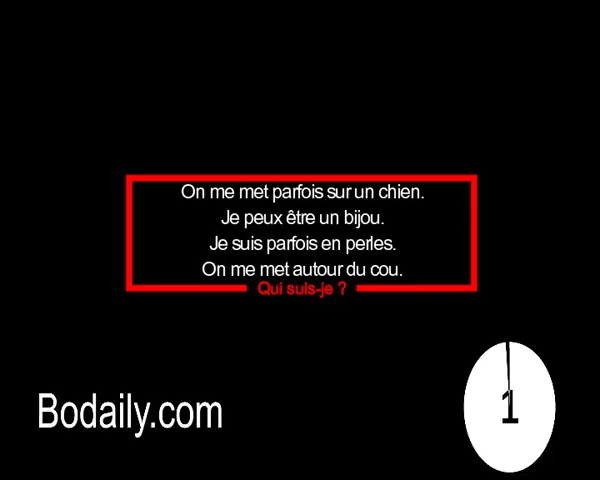 On me met parfois sur un chien.
Je peux être un bijou.
Je suis parfois en perles.
On me met autour du cou.
Qui suis-je ?
Bodaily.com
1